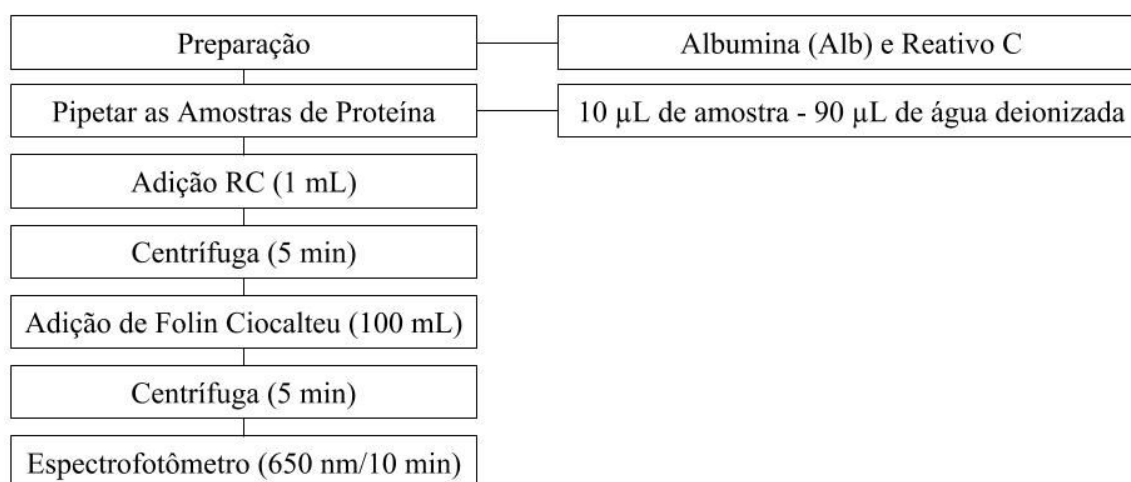 Preparação
Albumina (Alb) e Reativo C
Pipetar as Amostras de Proteína
10 µL de amostra - 90 µL de água deionizada
Adição RC (1 mL)
Centrífuga (5 min)
Adição de Folin Ciocalteu (100 mL)
Centrífuga (5 min)
Espectrofotômetro (650 nm/10 min)